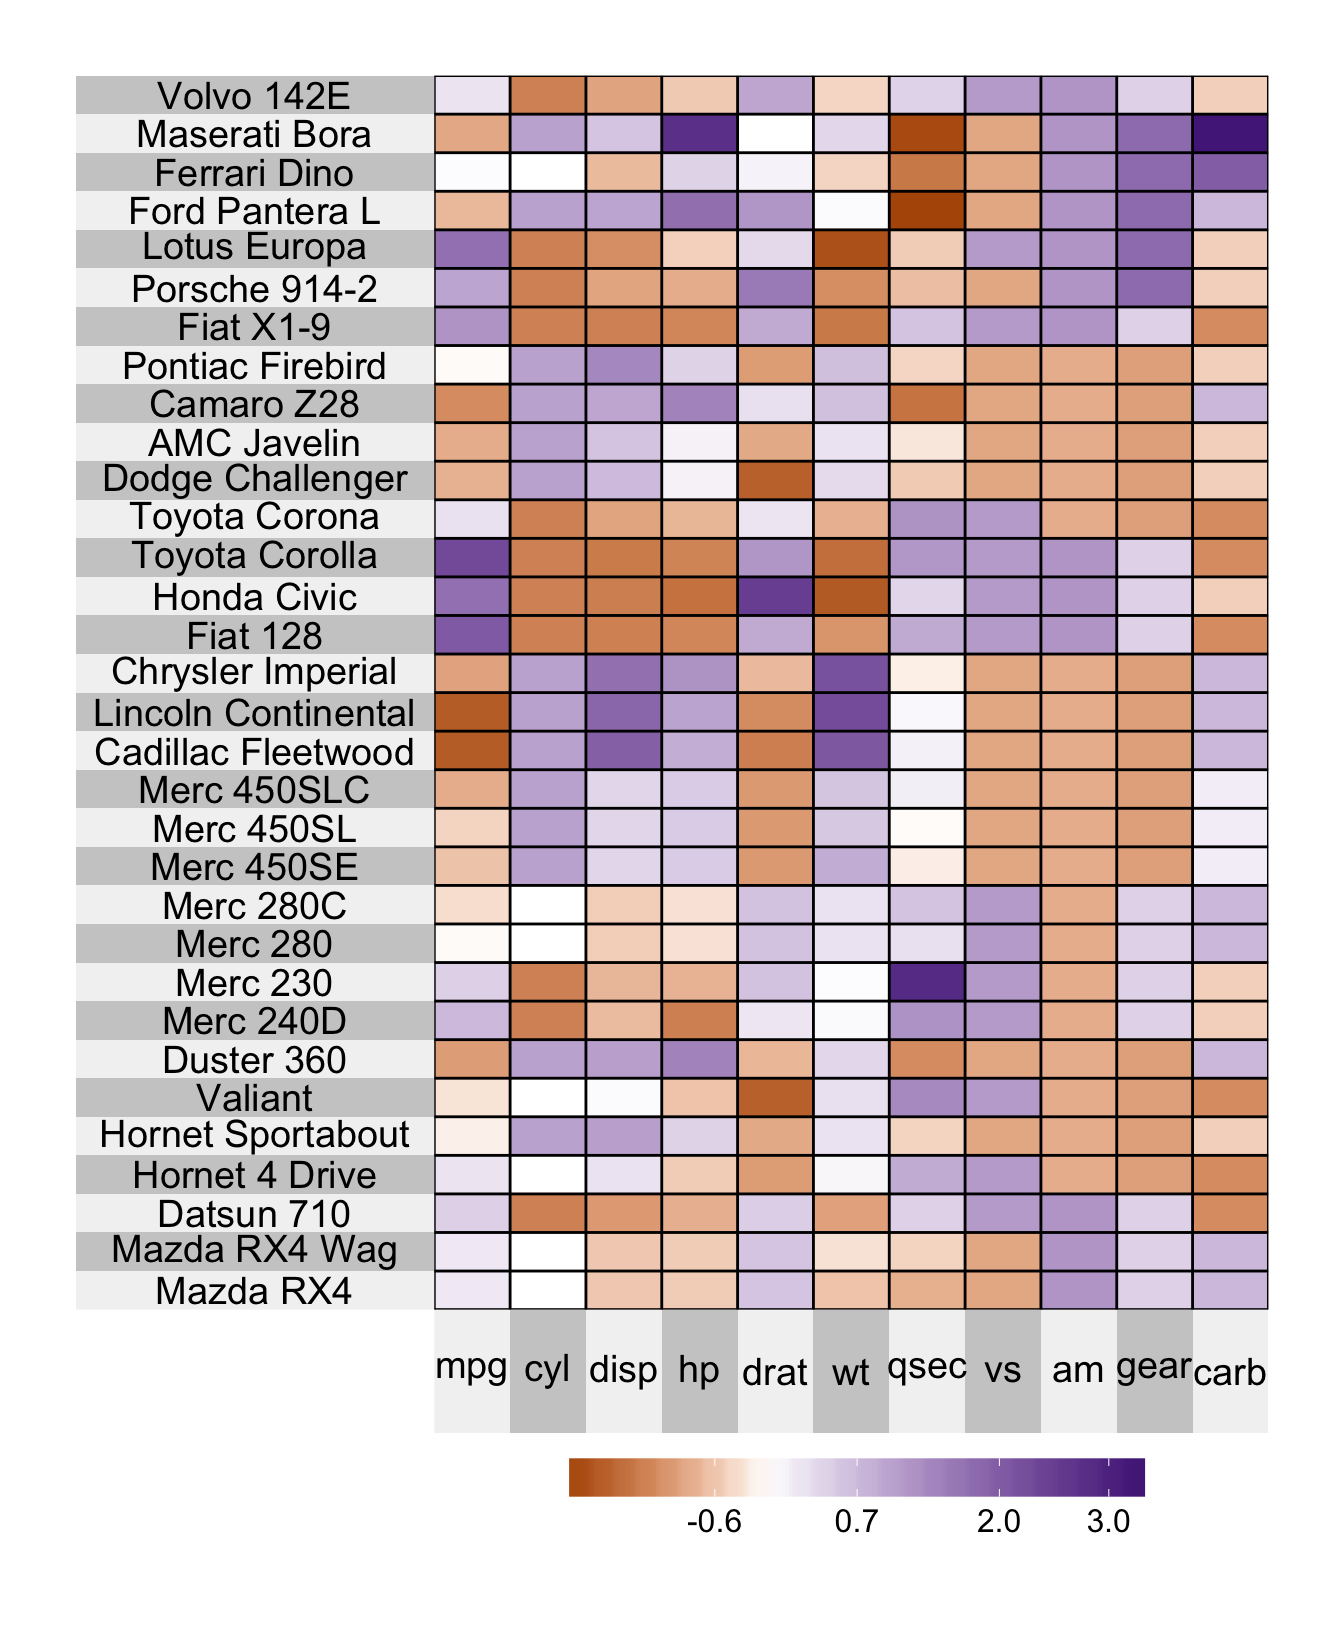 Volvo 142E
Maserati Bora
Ferrari Dino
Ford Pantera L
Lotus Europa
Porsche 914-2
Fiat X1-9
Pontiac Firebird
Camaro Z28
AMC Javelin
Dodge Challenger
Toyota Corona
Toyota Corolla
Honda Civic
Fiat 128
Chrysler Imperial
Lincoln Continental
Cadillac Fleetwood
Merc 450SLC
Merc 450SL
Merc 450SE
Merc 280C
Merc 280
Merc 230
Merc 240D
Duster 360
Valiant
Hornet Sportabout
Hornet 4 Drive
Datsun 710
Mazda RX4 Wag
Mazda RX4
mpg cyl disp hp drat wt qsec vs am gear carb
-0.6 0.7 2.0 3.0